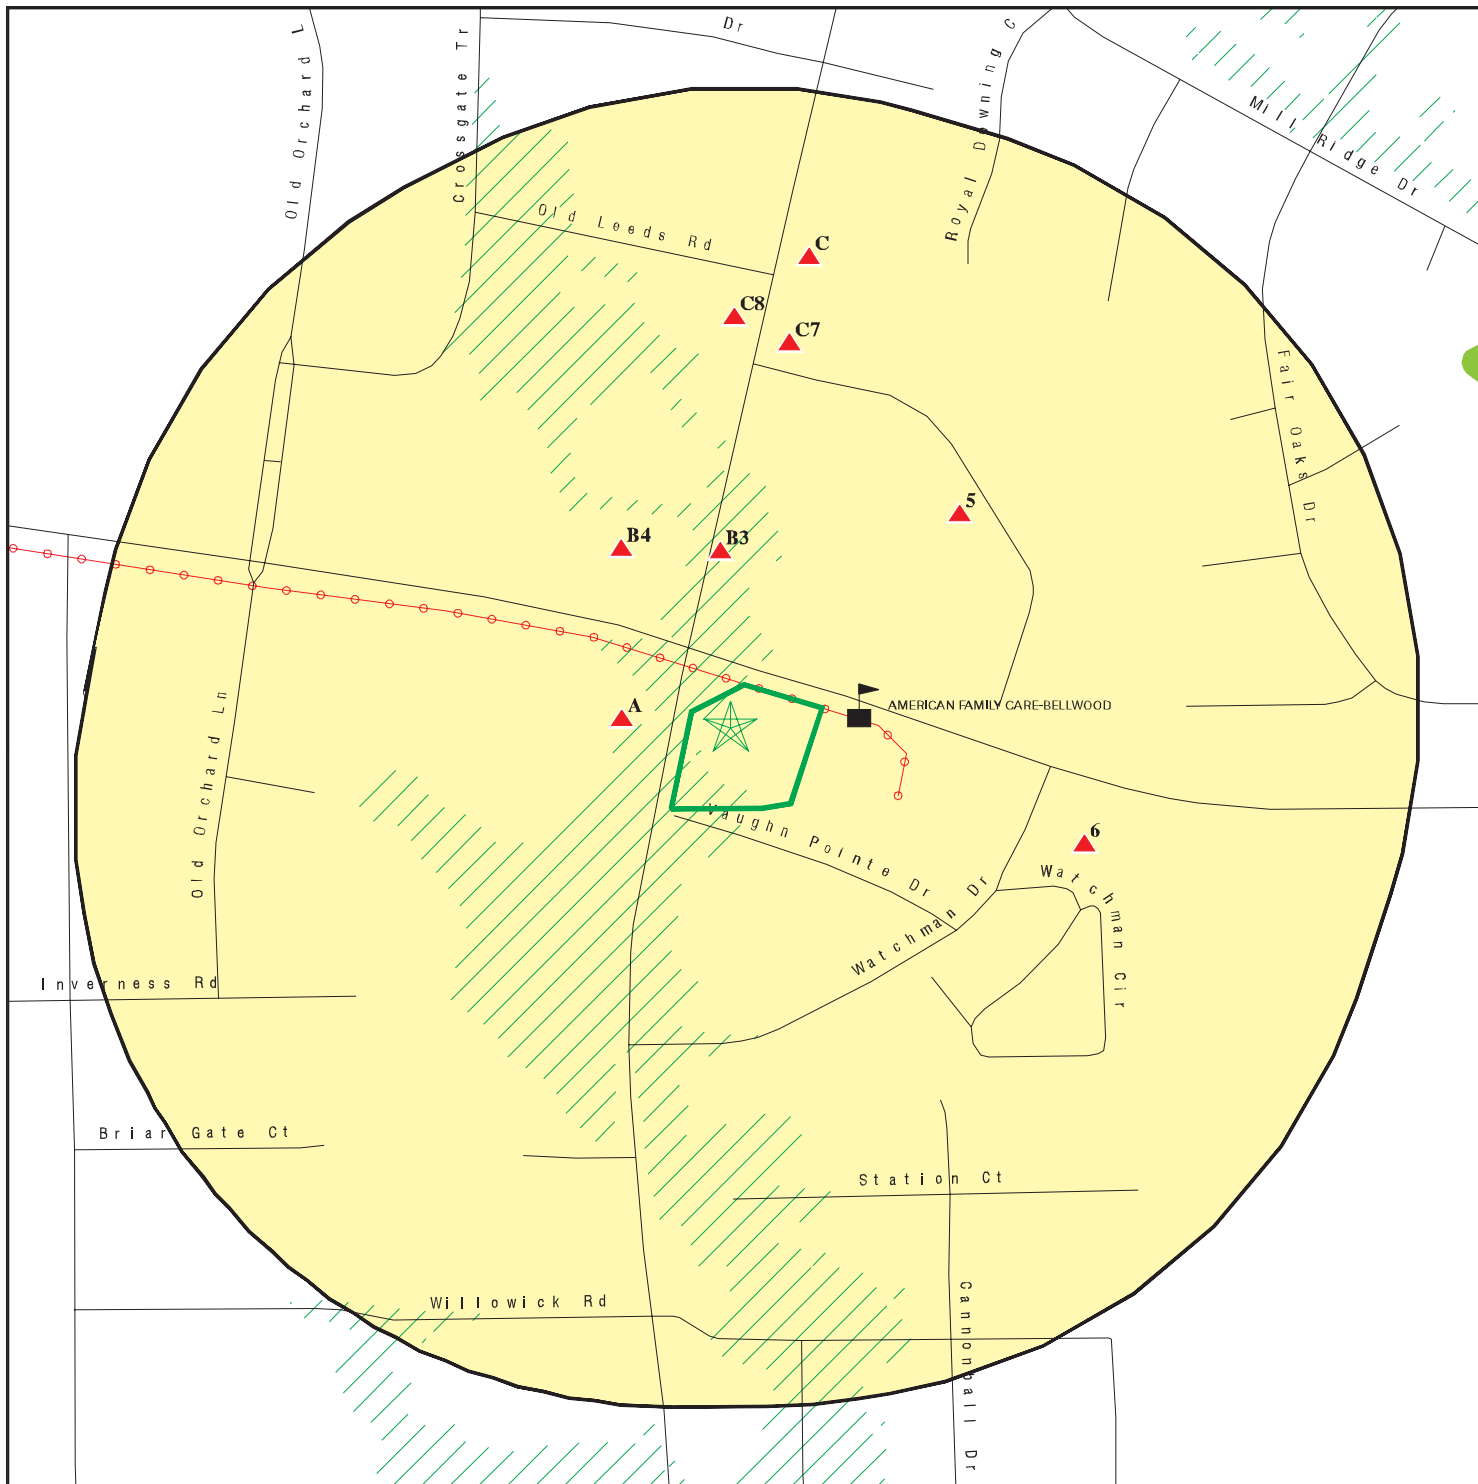 Dr
Old Orchard L
Crossgate Tr
Royal Downing C
Mill Ridge Dr
Old Leeds Rd
C
C8
C7
Fair Oaks Dr
5
B4
B3
A
AMERICAN FAMILY CARE-BELLWOOD
Old Orchard Ln
Vaughn Pointe Dr
6
Watchman Dr
Watchman Cir
Inverness Rd
Briar Gate Ct
Station Ct
Willowick Rd
Cannonball Dr